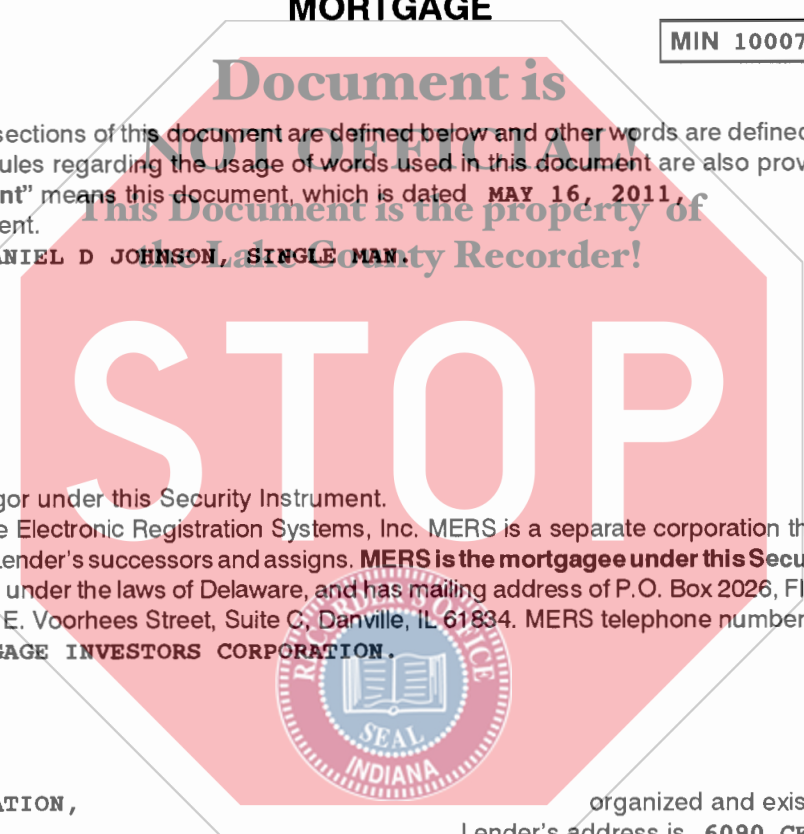 MORTGAGE
MIN 10007
Document is
sections of this document are defined below and other words are defined
NOT OFFICIAL!
ules regarding the usage of words used in this document are also prov
nt” means this document, which is dated MAY 16, 2011,
This Document is the property of
ent.
the Lake County Recorder!
ANIEL D JOHNSON, SINGLE MAN.
STOP
gor under this Security Instrument.
e Electronic Registration Systems, Inc. MERS is a separate corporation th
Lender's successors and assigns. MERS is the mortgagee under this Secu
under the laws of Delaware, and has mailing address of P.O. Box 2026, Fl
E. Voorhees Street, Suite C, Danville, IL 61834. MERS telephone number
GAGE INVESTORS CORPORATION.
RECORDER'S OFFICE
SEAL
INDIANA
ATION,
organized and exis
Lender's address is 6090